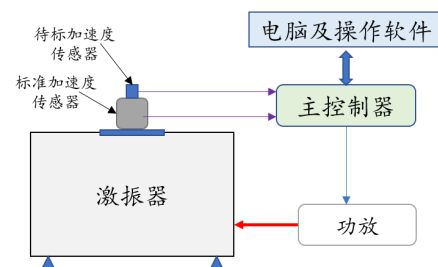 待标加速度
传感器
标准加速度
传感器
电脑及操作软件
主控制器
激振器
功放